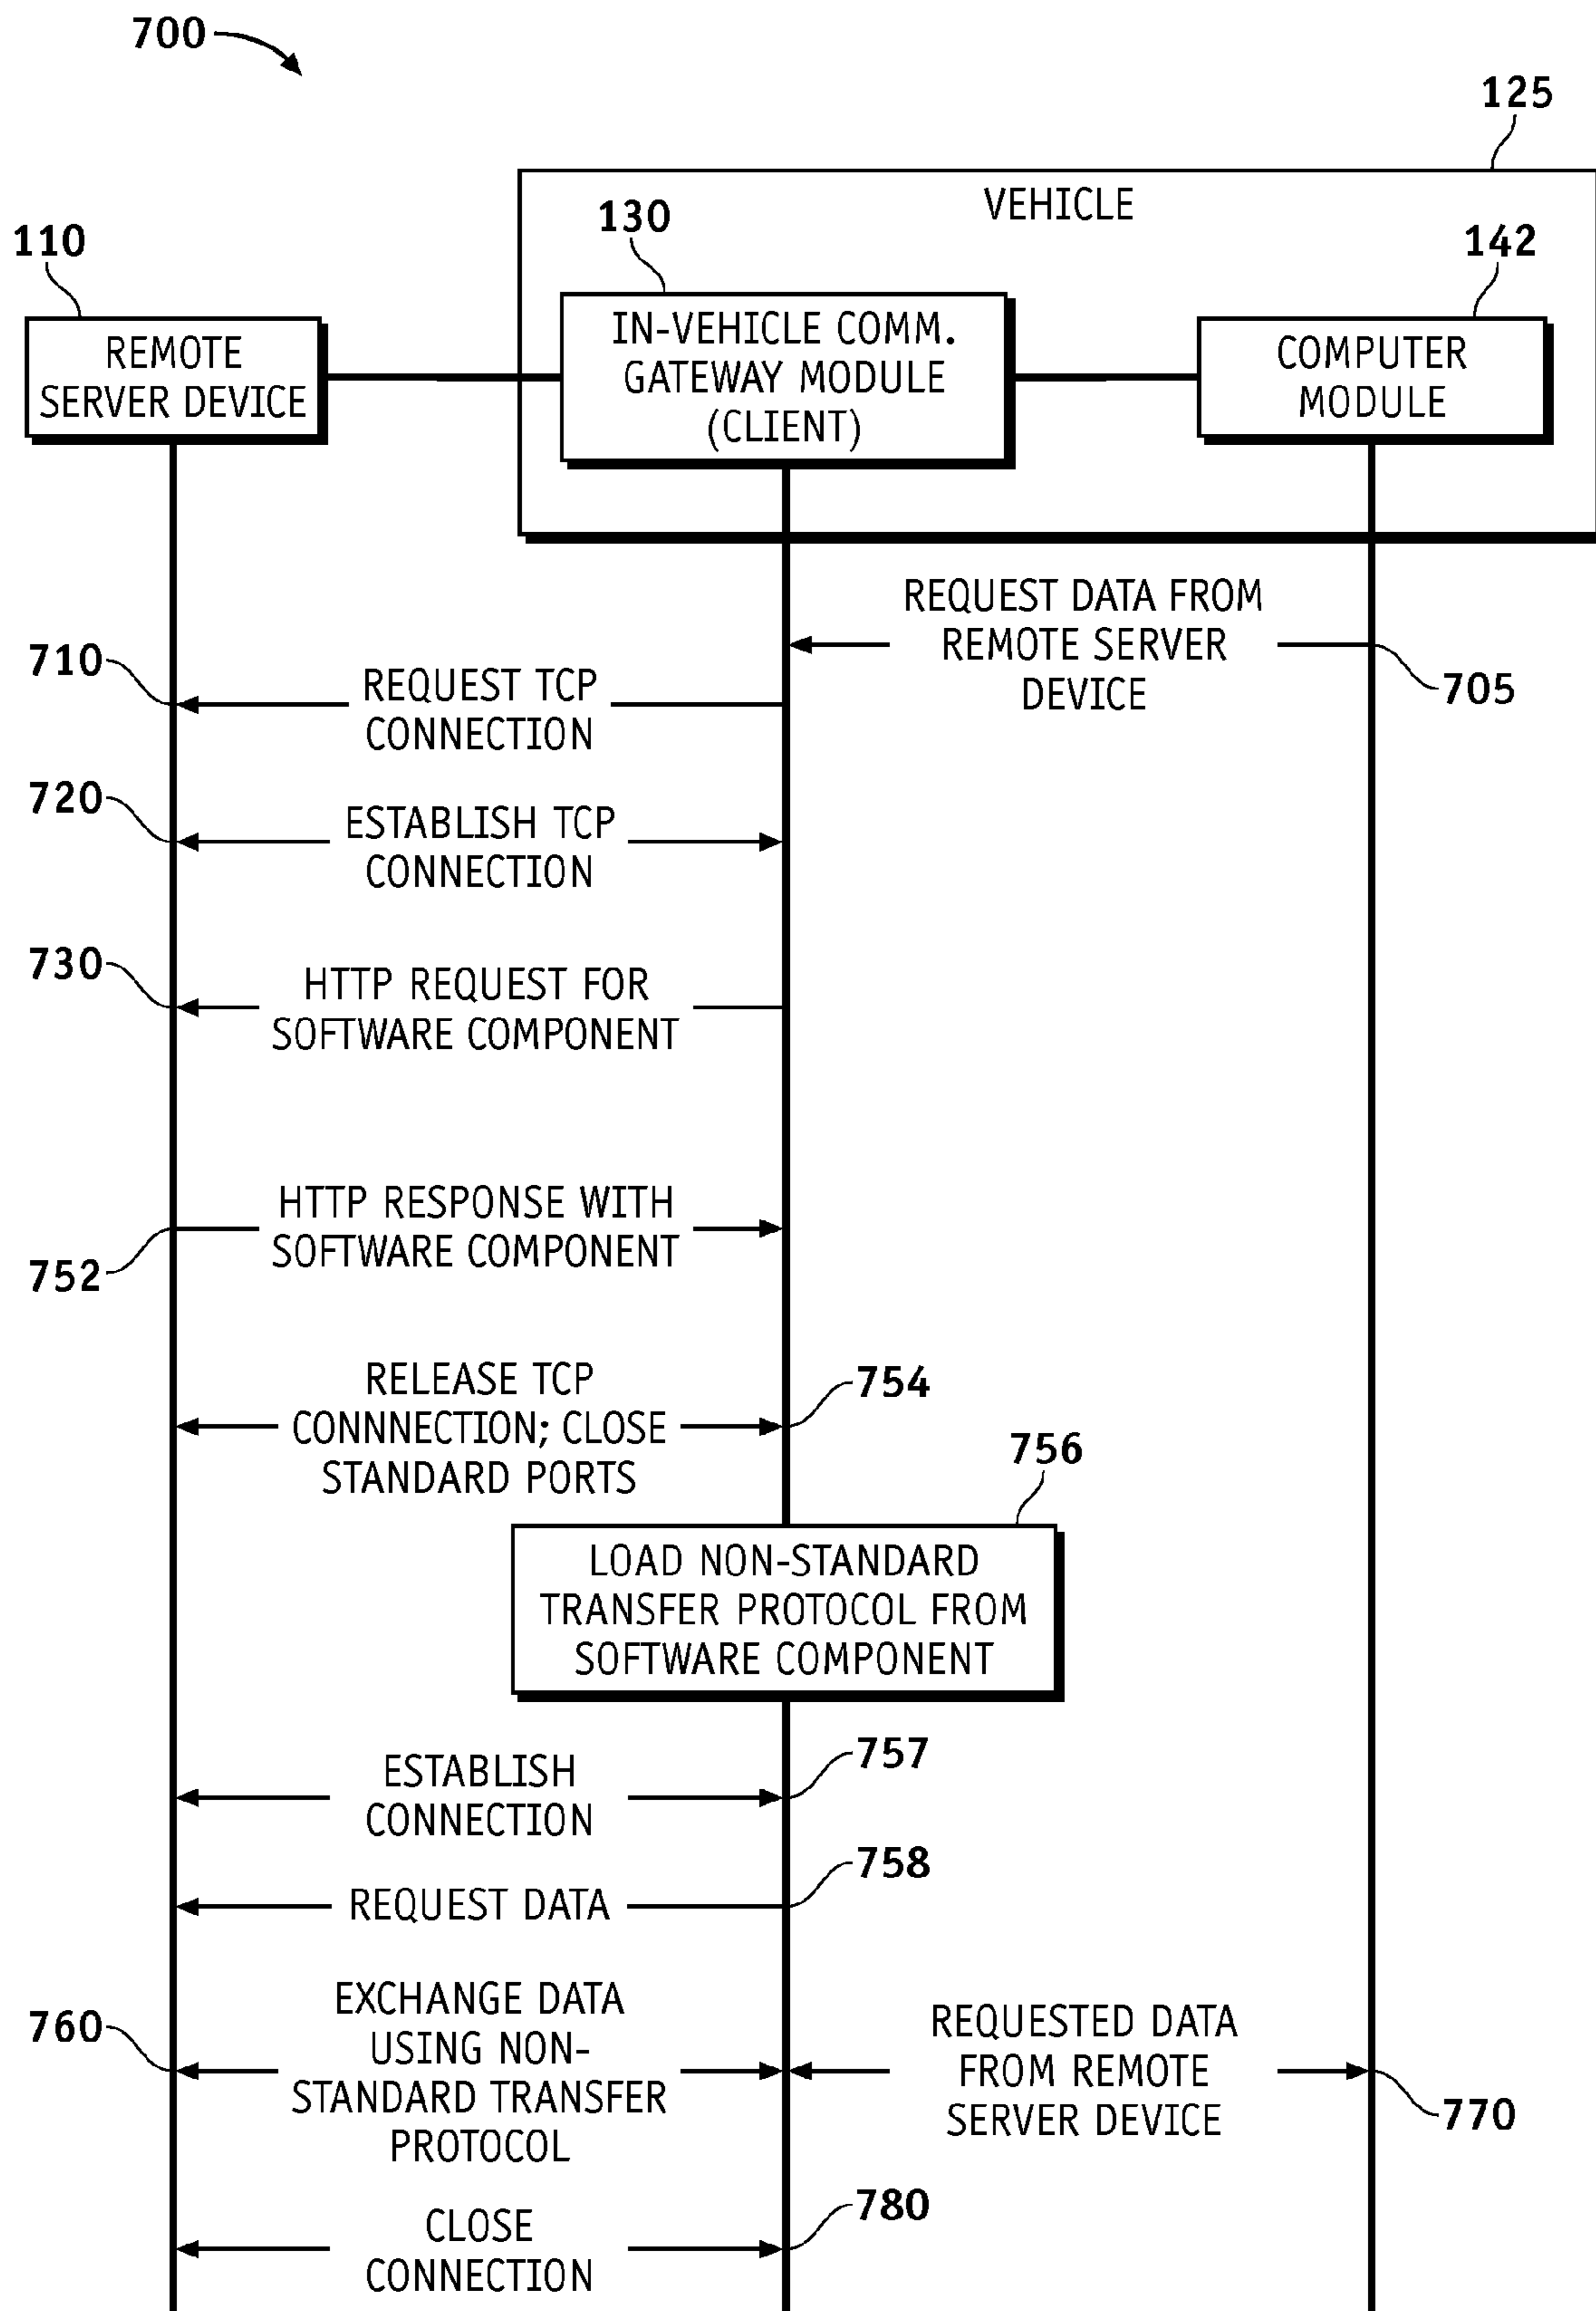 700
125
VEHICLE
130
110
142
IN-VEHICLE COMM.
GATEWAY MODULE
(CLIENT)
REMOTE
SERVER DEVICE
COMPUTER
MODULE
REQUEST DATA FROM
REMOTE SERVER
DEVICE
705
710
REQUEST TCP
CONNECTION
720
ESTABLISH TCP
CONNECTION
730
HTTP REQUEST FOR
SOFTWARE COMPONENT
HTTP RESPONSE WITH
SOFTWARE COMPONENT
752
RELEASE TCP
CONNNECTION; CLOSE
STANDARD PORTS
754
756
LOAD NON-STANDARD
TRANSFER PROTOCOL FROM
SOFTWARE COMPONENT
ESTABLISH
CONNECTION
757
758
REQUEST DATA
760
EXCHANGE DATA
USING NON-
STANDARD TRANSFER
PROTOCOL
REQUESTED DATA
FROM REMOTE
SERVER DEVICE
770
780
CLOSE
CONNECTION